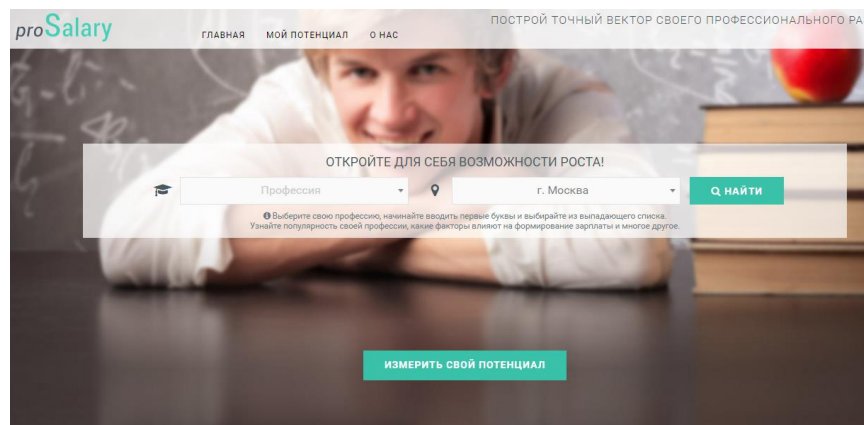 proSalary
ГЛАВНАЯ МОЙ ПОТЕНЦИАЛ О НАС
ПОСТРОЙ ТОЧНЫЙ ВЕКТОР СВОЕГО ПРОФЕССИОНАЛЬНОГО РА
ОТКРОЙТЕ ДЛЯ СЕБЯ ВОЗМОЖНОСТИ РОСТА!
Профессия
г. Москва
НАЙТИ
Выберите свою профессию, начинайте вводить первые буквы и выбирайте из выпадающего списка.
Узнайте популярность своей профессии, какие факторы влияют на формирование зарплаты и многое другое.
ИЗМЕРИТЬ СВОЙ ПОТЕНЦИАЛ